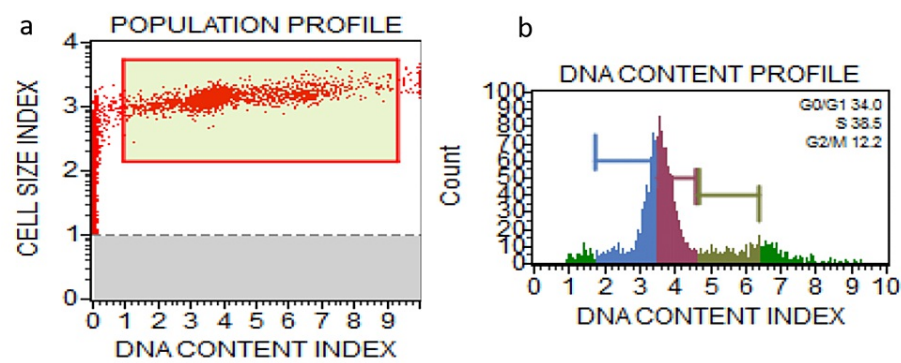 a
POPULATION PROFILE
4
3
2
1
0
CELL SIZE INDEX
0 1 2 3 4 5 6 7 8 9
DNA CONTENT INDEX
b
DNA CONTENT PROFILE
100
90
80
70
60
50
40
30
20
10
0
Count
G0/G1 34.0
S 38.5
G2/M 12.2
0 1 2 3 4 5 6 7 8 9 10
DNA CONTENT INDEX